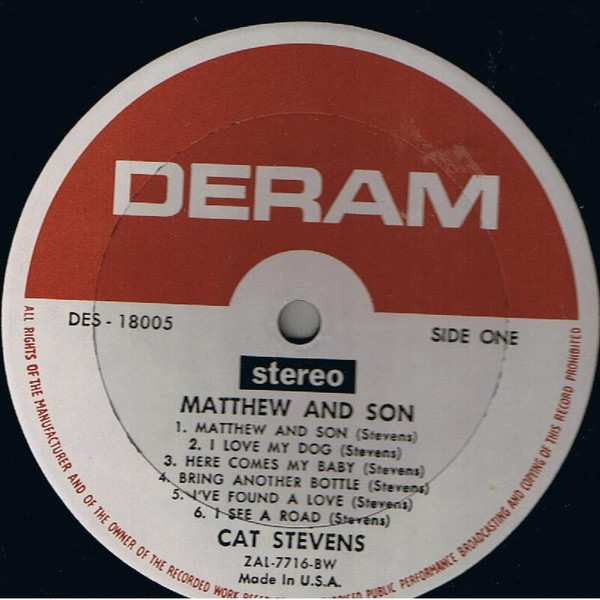 DERAM
DES - 18005
SIDE ONE
stereo
MATTHEW AND SON
1. MATTHEW AND SON (Stevens)
2. I LOVE MY DOG (Stevens)
3. HERE COMES MY BABY (Stevens)
4. BRING ANOTHER BOTTLE (Stevens)
5. I'VE FOUND A LOVE (Stevens)
6. I SEE A ROAD (Stevens)
CAT STEVENS
ZAL-7716-BW
Made In U.S.A.
ALL RIGHTS OF THE MANUFACTURER AND OF THE OWNER OF THE RECORDED WORK PUBLIC PERFORMANCE BROADCASTING AND COPYING OF THIS RECORD PROHIBITED